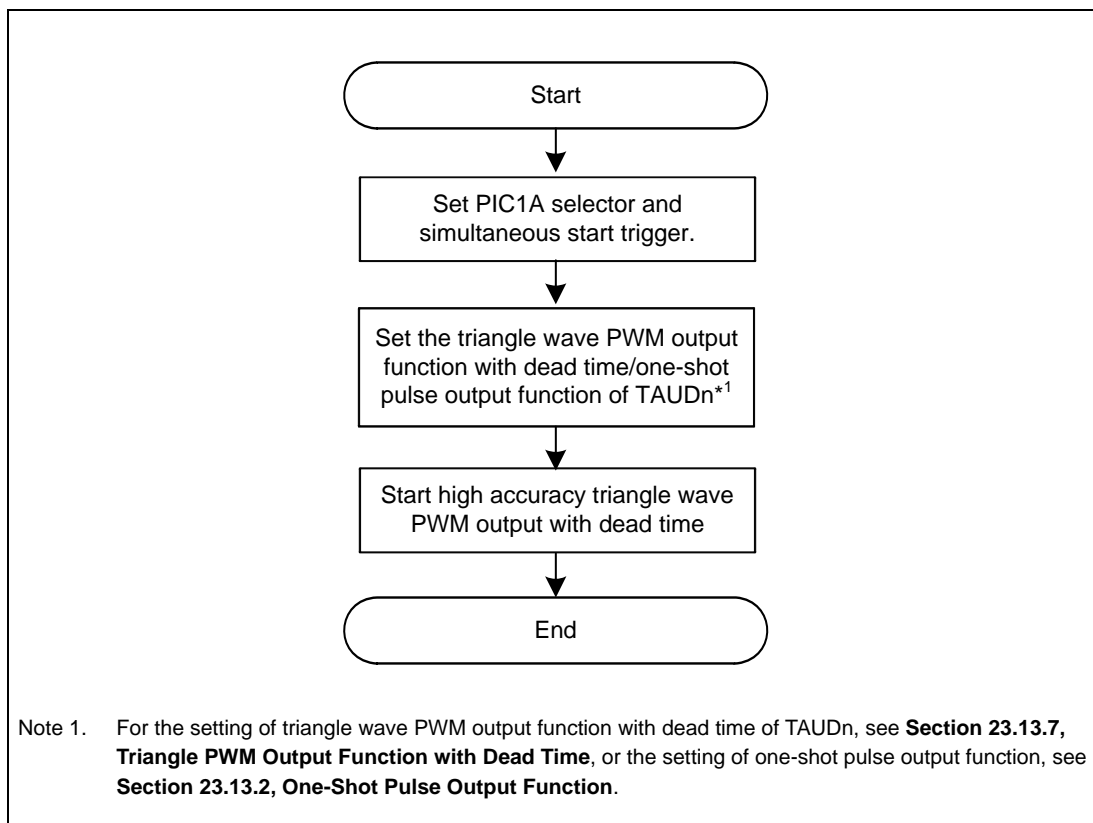 Start
Set PIC1A selector and
simultaneous start trigger.
Set the triangle wave PWM output
function with dead time/one-shot
pulse output function of TAUDn*1
Start high accuracy triangle wave
PWM output with dead time
End
Note 1. For the setting of triangle wave PWM output function with dead time of TAUDn, see Section 23.13.7,
Triangle PWM Output Function with Dead Time, or the setting of one-shot pulse output function, see
Section 23.13.2, One-Shot Pulse Output Function.